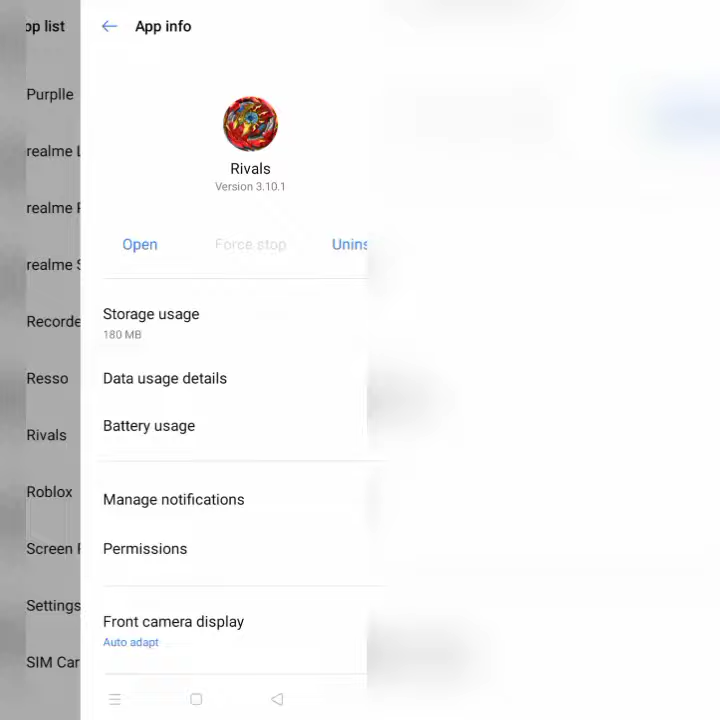 op list
Purplle
realme L
realme
realme S
Recorde
Resso
Rivals
Roblox
Screen
Settings
SIM Car
App info
Rivals
Version 3.10.1
Open
Force stop
Unins
Storage usage
180 MB
Data usage details
Battery usage
Manage notifications
Permissions
Front camera display
Auto adapt